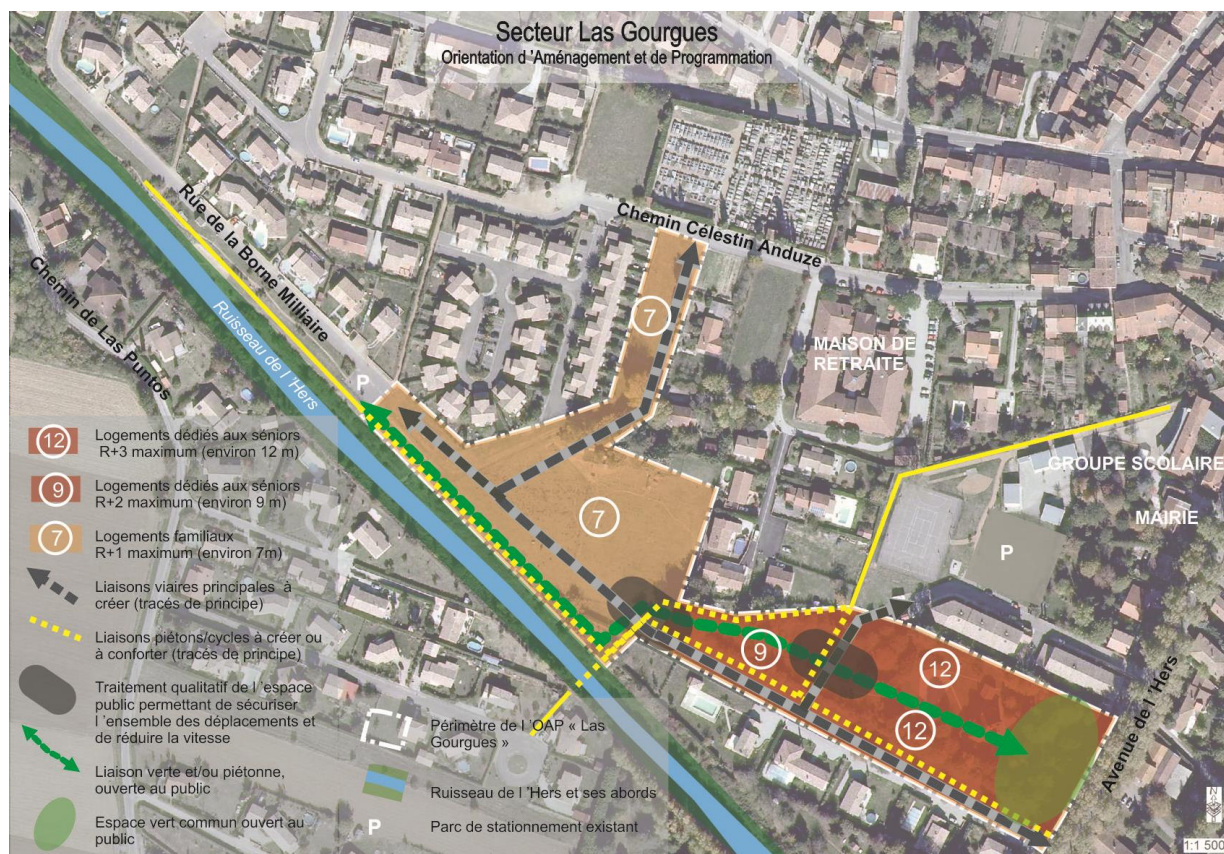 Secteur Las Gourgues
Orientation d 'Aménagement et de Programmation
Chemin Célestin Anduze
Rue de la Borne Milliaire
Ruisseau de l 'Hers
Chemin de Las Puntos
7
MAISON DE
RETRAITE
P
GROUPE SCOLAIRE
MAIRIE
P
7
9
12
12
Avenue de l 'Hers
12
Logements dédiés aux séniors
R+3 maximum (environ 12 m)
9
Logements dédiés aux séniors
R+2 maximum (environ 9 m)
7
Logements familiaux
R+1 maximum (environ 7m)
Liaisons viaires principales à
créer (tracés de principe)
Liaisons piétons/cycles à créer ou
à conforter (tracés de principe)
Traitement qualitatif de l 'espace
public permettant de sécuriser
l 'ensemble des déplacements et
de réduire la vitesse
Liaison verte et/ou piétonne,
ouverte au public
Espace vert commun ouvert au
public
Périmètre de l 'OAP « Las
Gourgues »
Ruisseau de l 'Hers et ses abords
P
Parc de stationnement existant
1:1 500